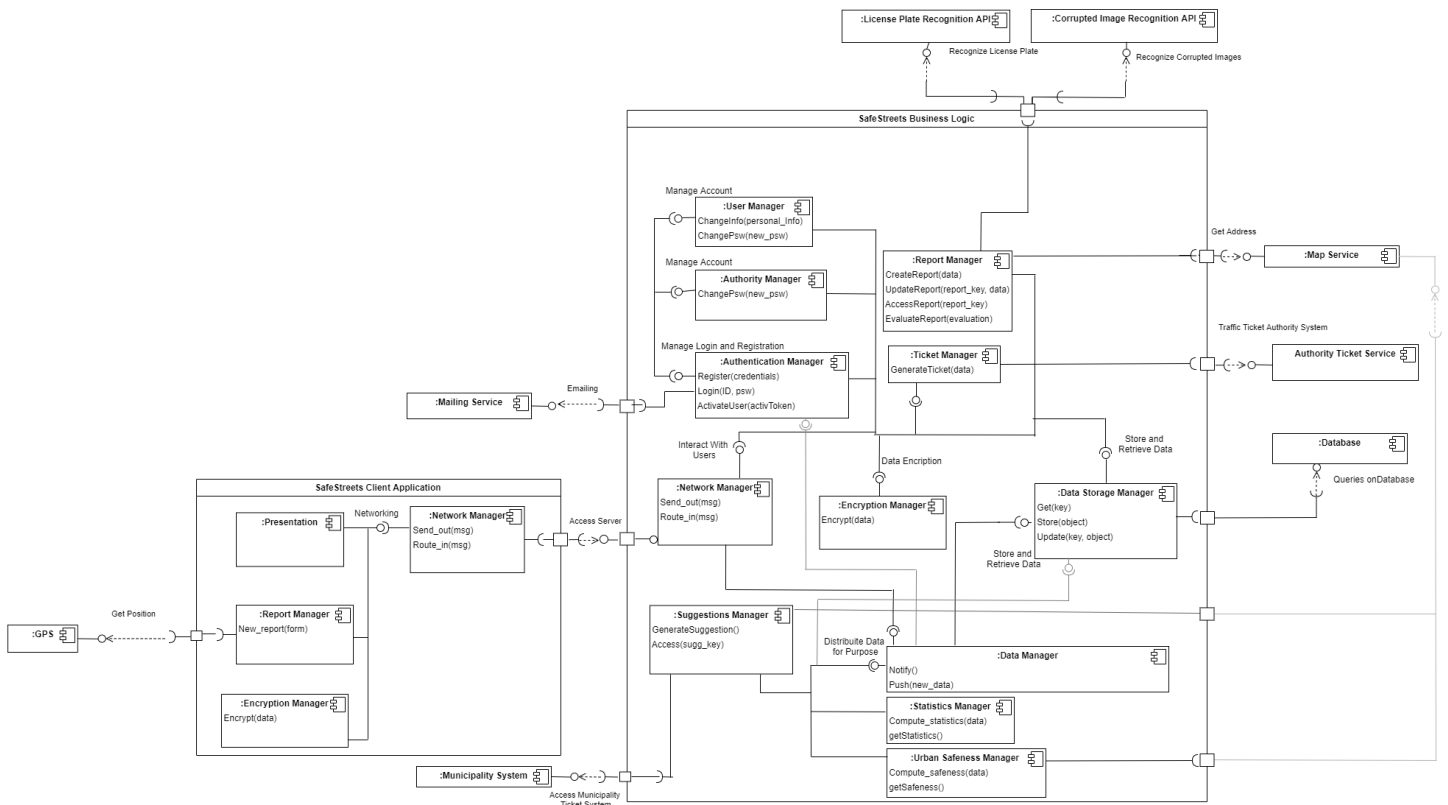 :License Plate Recognition API
:Corrupted Image Recognition API
Recognize License Plate
Recognize Corrupted Images
SafeStreets Business Logic
Manage Account
:User Manager
ChangeInfo(personal_Info)
ChangePsw(new_psw)
Manage Account
:Authority Manager
ChangePsw(new_psw)
Manage Login and Registration
:Authentication Manager
Register(credentials)
Login(ID, psw)
ActivateUser(activToken)
:Report Manager
CreateReport(data)
UpdateReport(report_key, data)
AccessReport(report_key)
EvaluateReport(evaluation)
:Ticket Manager
GenerateTicket(data)
Get Address
:Map Service
Traffic Ticket Authority System
Authority Ticket Service
Emailing
:Mailing Service
Interact With
Users
Data Encription
Store and
Retrieve Data
:Database
Queries onDatabase
:Network Manager
Send_out(msg)
Route_in(msg)
:Encryption Manager
Encrypt(data)
:Data Storage Manager
Get(key)
Store(object)
Update(key, object)
Store and
Retrieve Data
SafeStreets Client Application
:Presentation
Networking
:Network Manager
Send_out(msg)
Route_in(msg)
Access Server
:Report Manager
New_report(form)
:Encryption Manager
Encrypt(data)
Get Position
:GPS
:Suggestions Manager
GenerateSuggestion()
Access(sugg_key)
Distribuite Data
for Purpose
:Data Manager
Notify()
Push(new_data)
:Statistics Manager
Compute_statistics(data)
getStatistics()
:Urban Safeness Manager
Compute_safeness(data)
getSafeness()
:Municipality System
Access Municipality
Ticket System